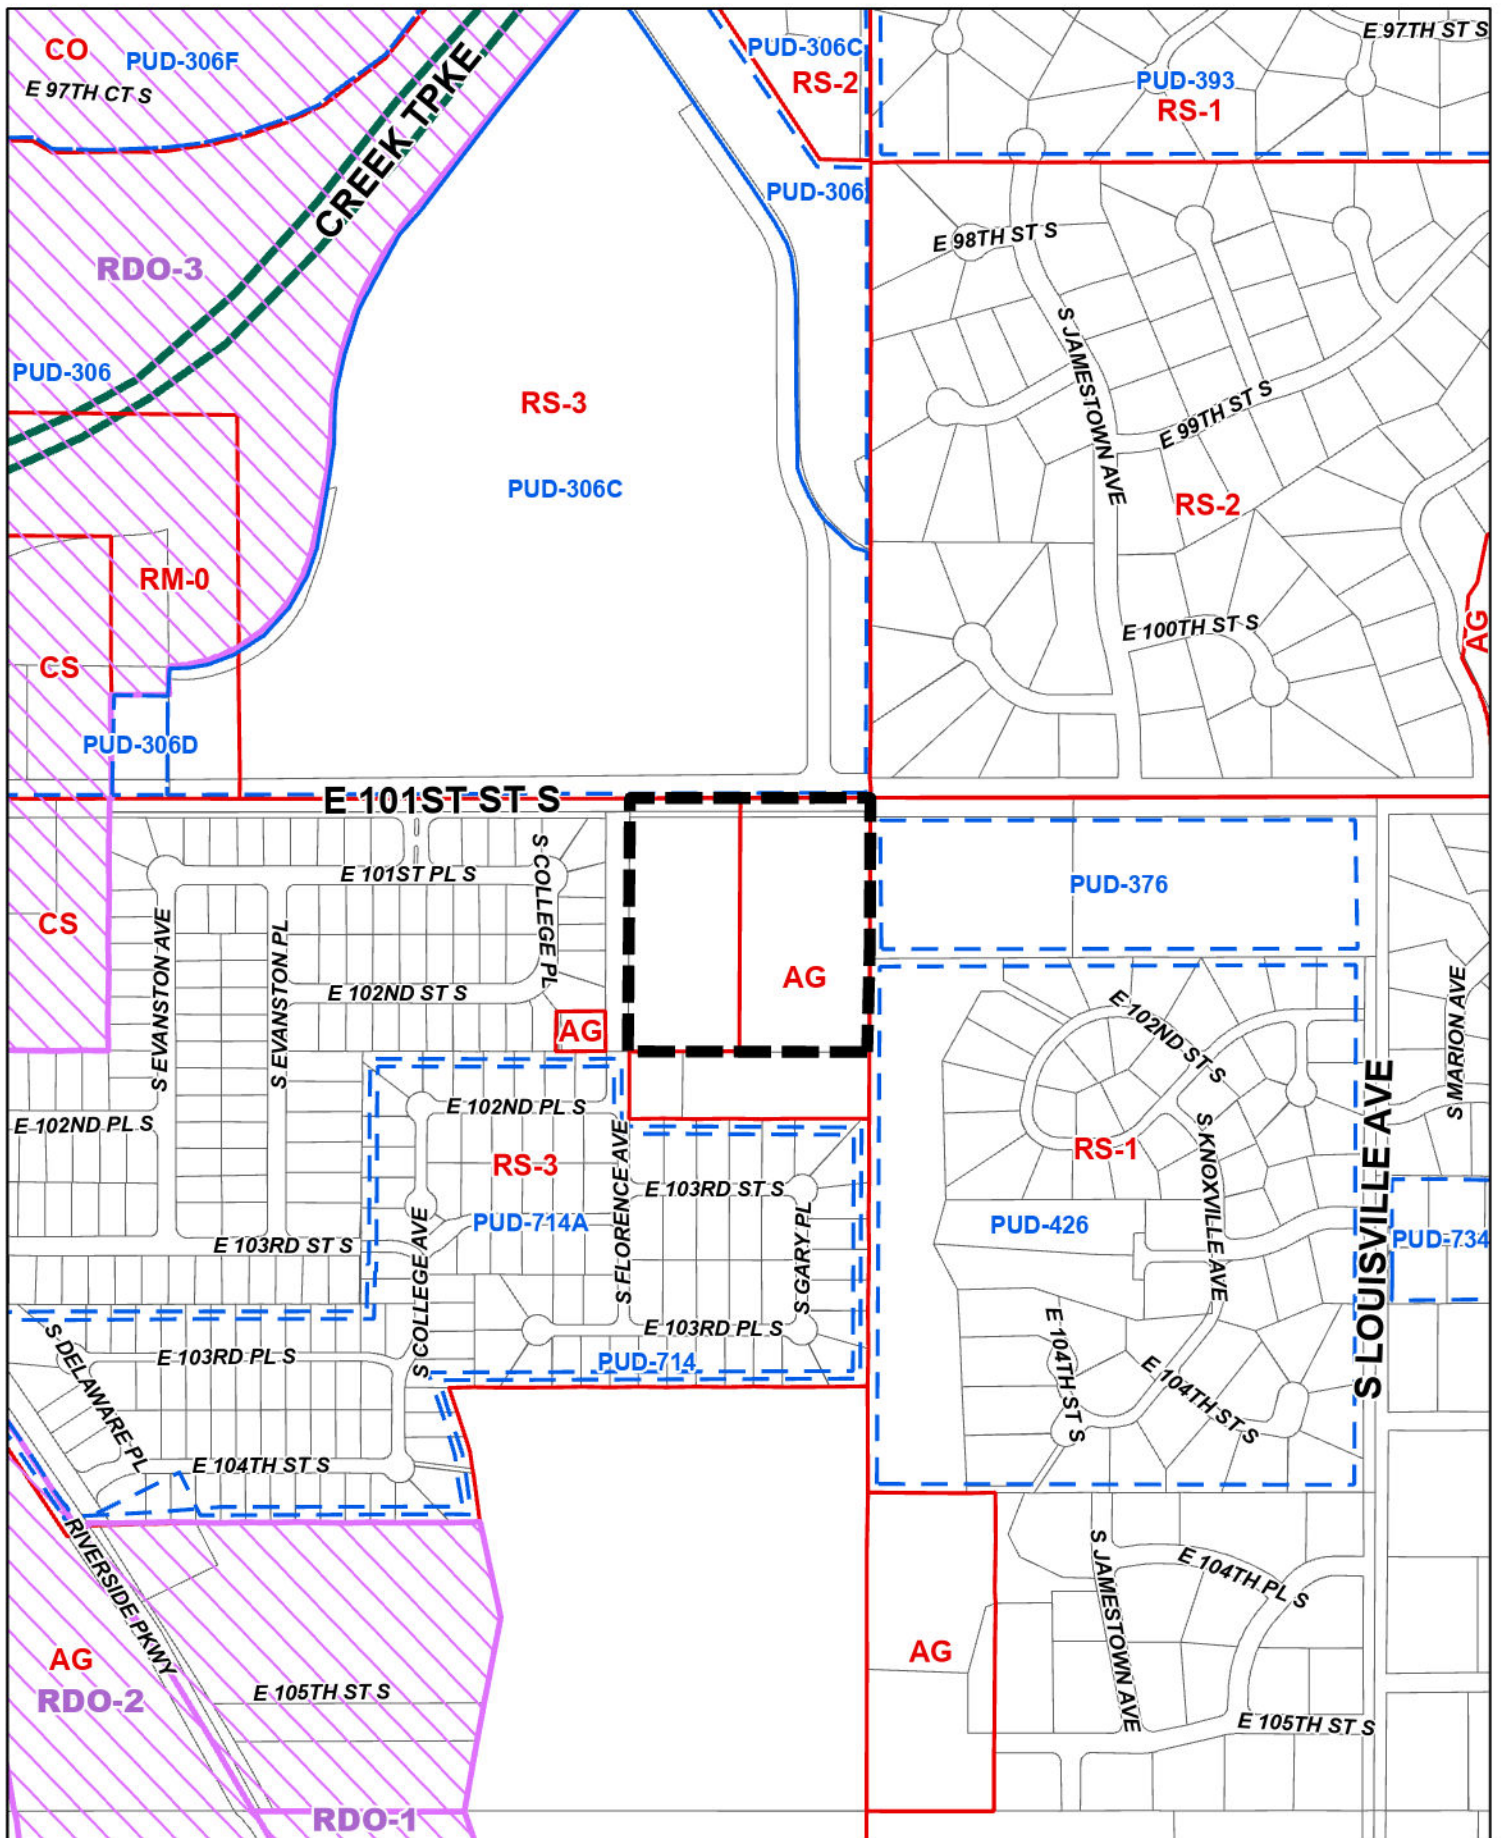 CO
PUD-306F
E 97TH CT S
CREEK TPKE
PUD-306C
RS-2
E 97TH ST S
PUD-393
RS-1
PUD-306
E 98TH ST S
RDO-3
S JAMESTOWN AVE
PUD-306
RS-3
E 99TH ST S
PUD-306C
RS-2
RM-0
E 100TH ST S
AG
CS
PUD-306D
E 101ST ST S
S COLLEGE PL
E 101ST PL S
PUD-376
CS
S EVANSTON AVE
S EVANSTON PL
AG
E 102ND ST S
AG
E 102ND ST S
S MARION AVE
E 102ND PL S
E 102ND PL S
RS-3
S FLORENCE AVE
RS-1
S KNOXVILLE AVE
S LOUISVILLE AVE
E 103RD ST S
PUD-714A
S GARY PL
PUD-426
PUD-734
E 103RD ST S
S COLLEGE AVE
E 103RD PL S
S DELAWARE PL
E 103RD PL S
PUD-714
E 104TH ST S
E 104TH ST S
E 104TH ST S
RIVERSIDE PKWY
S JAMESTOWN AVE
E 104TH PL S
AG
RDO-2
AG
E 105TH ST S
E 105TH ST S
RDO-1